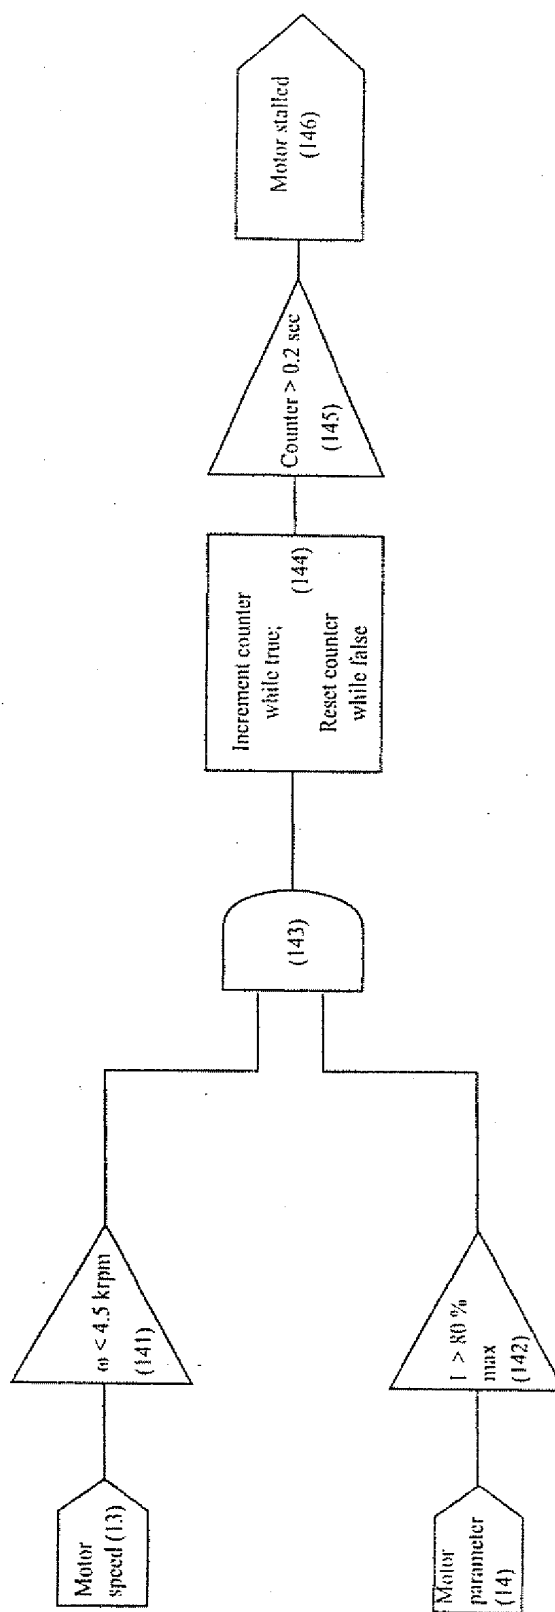 Motor
speed (13)
ω < 4.5 krpm
(141)
Motor
parameter
(14)
I > 80 %
max
(142)
(143)
Increment counter
while true;
(144)
Reset counter
while false
Counter > 0.2 sec
(145)
Motor stalled
(146)